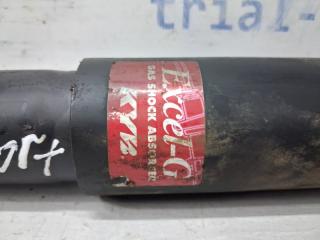 trial-
Excel-G
GAS SHOCK ABSORBER
KYB